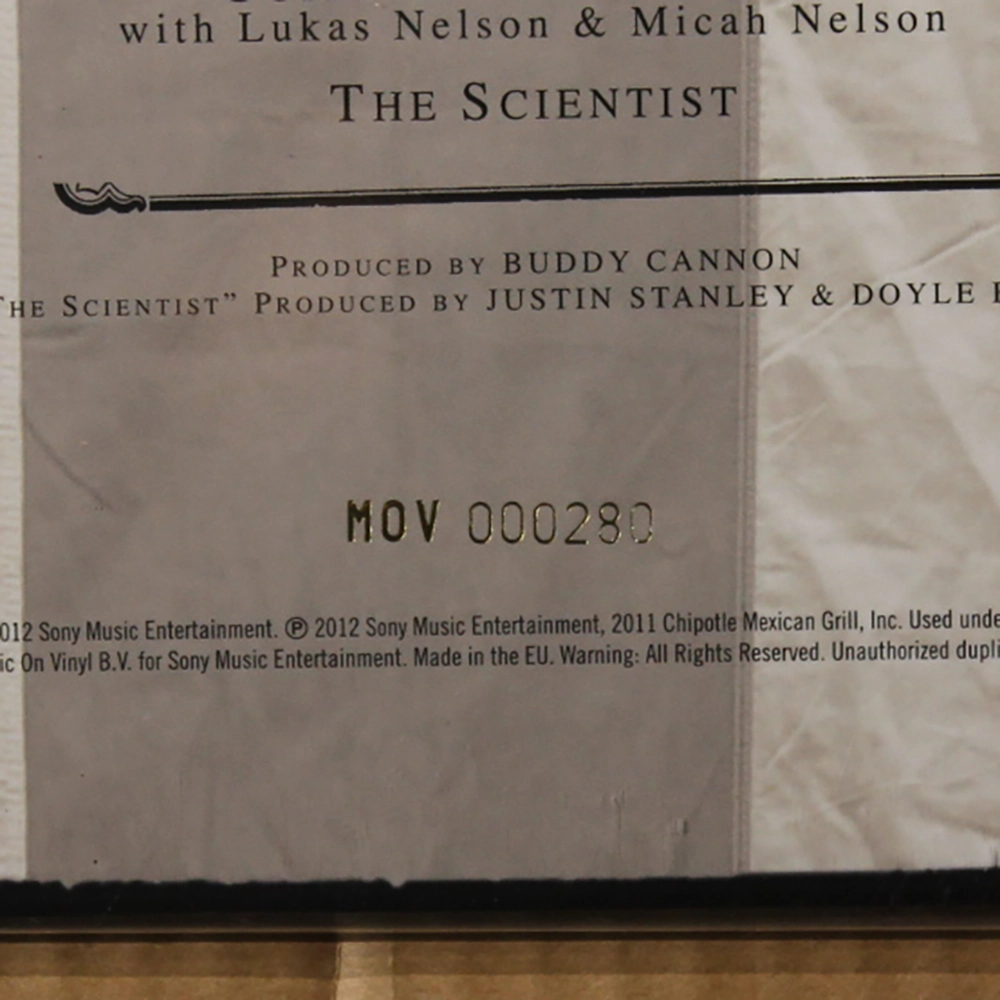 with Lukas Nelson & Micah Nelson
THE SCIENTIST
PRODUCED BY BUDDY CANNON
HE SCIENTIST” PRODUCED BY JUSTIN STANLEY & DOYLE
MOV 000280
012 Sony Music Entertainment. ℗ 2012 Sony Music Entertainment, 2011 Chipotle Mexican Grill, Inc. Used unde
ic On Vinyl B.V. for Sony Music Entertainment. Made in the EU. Warning: All Rights Reserved. Unauthorized dupli